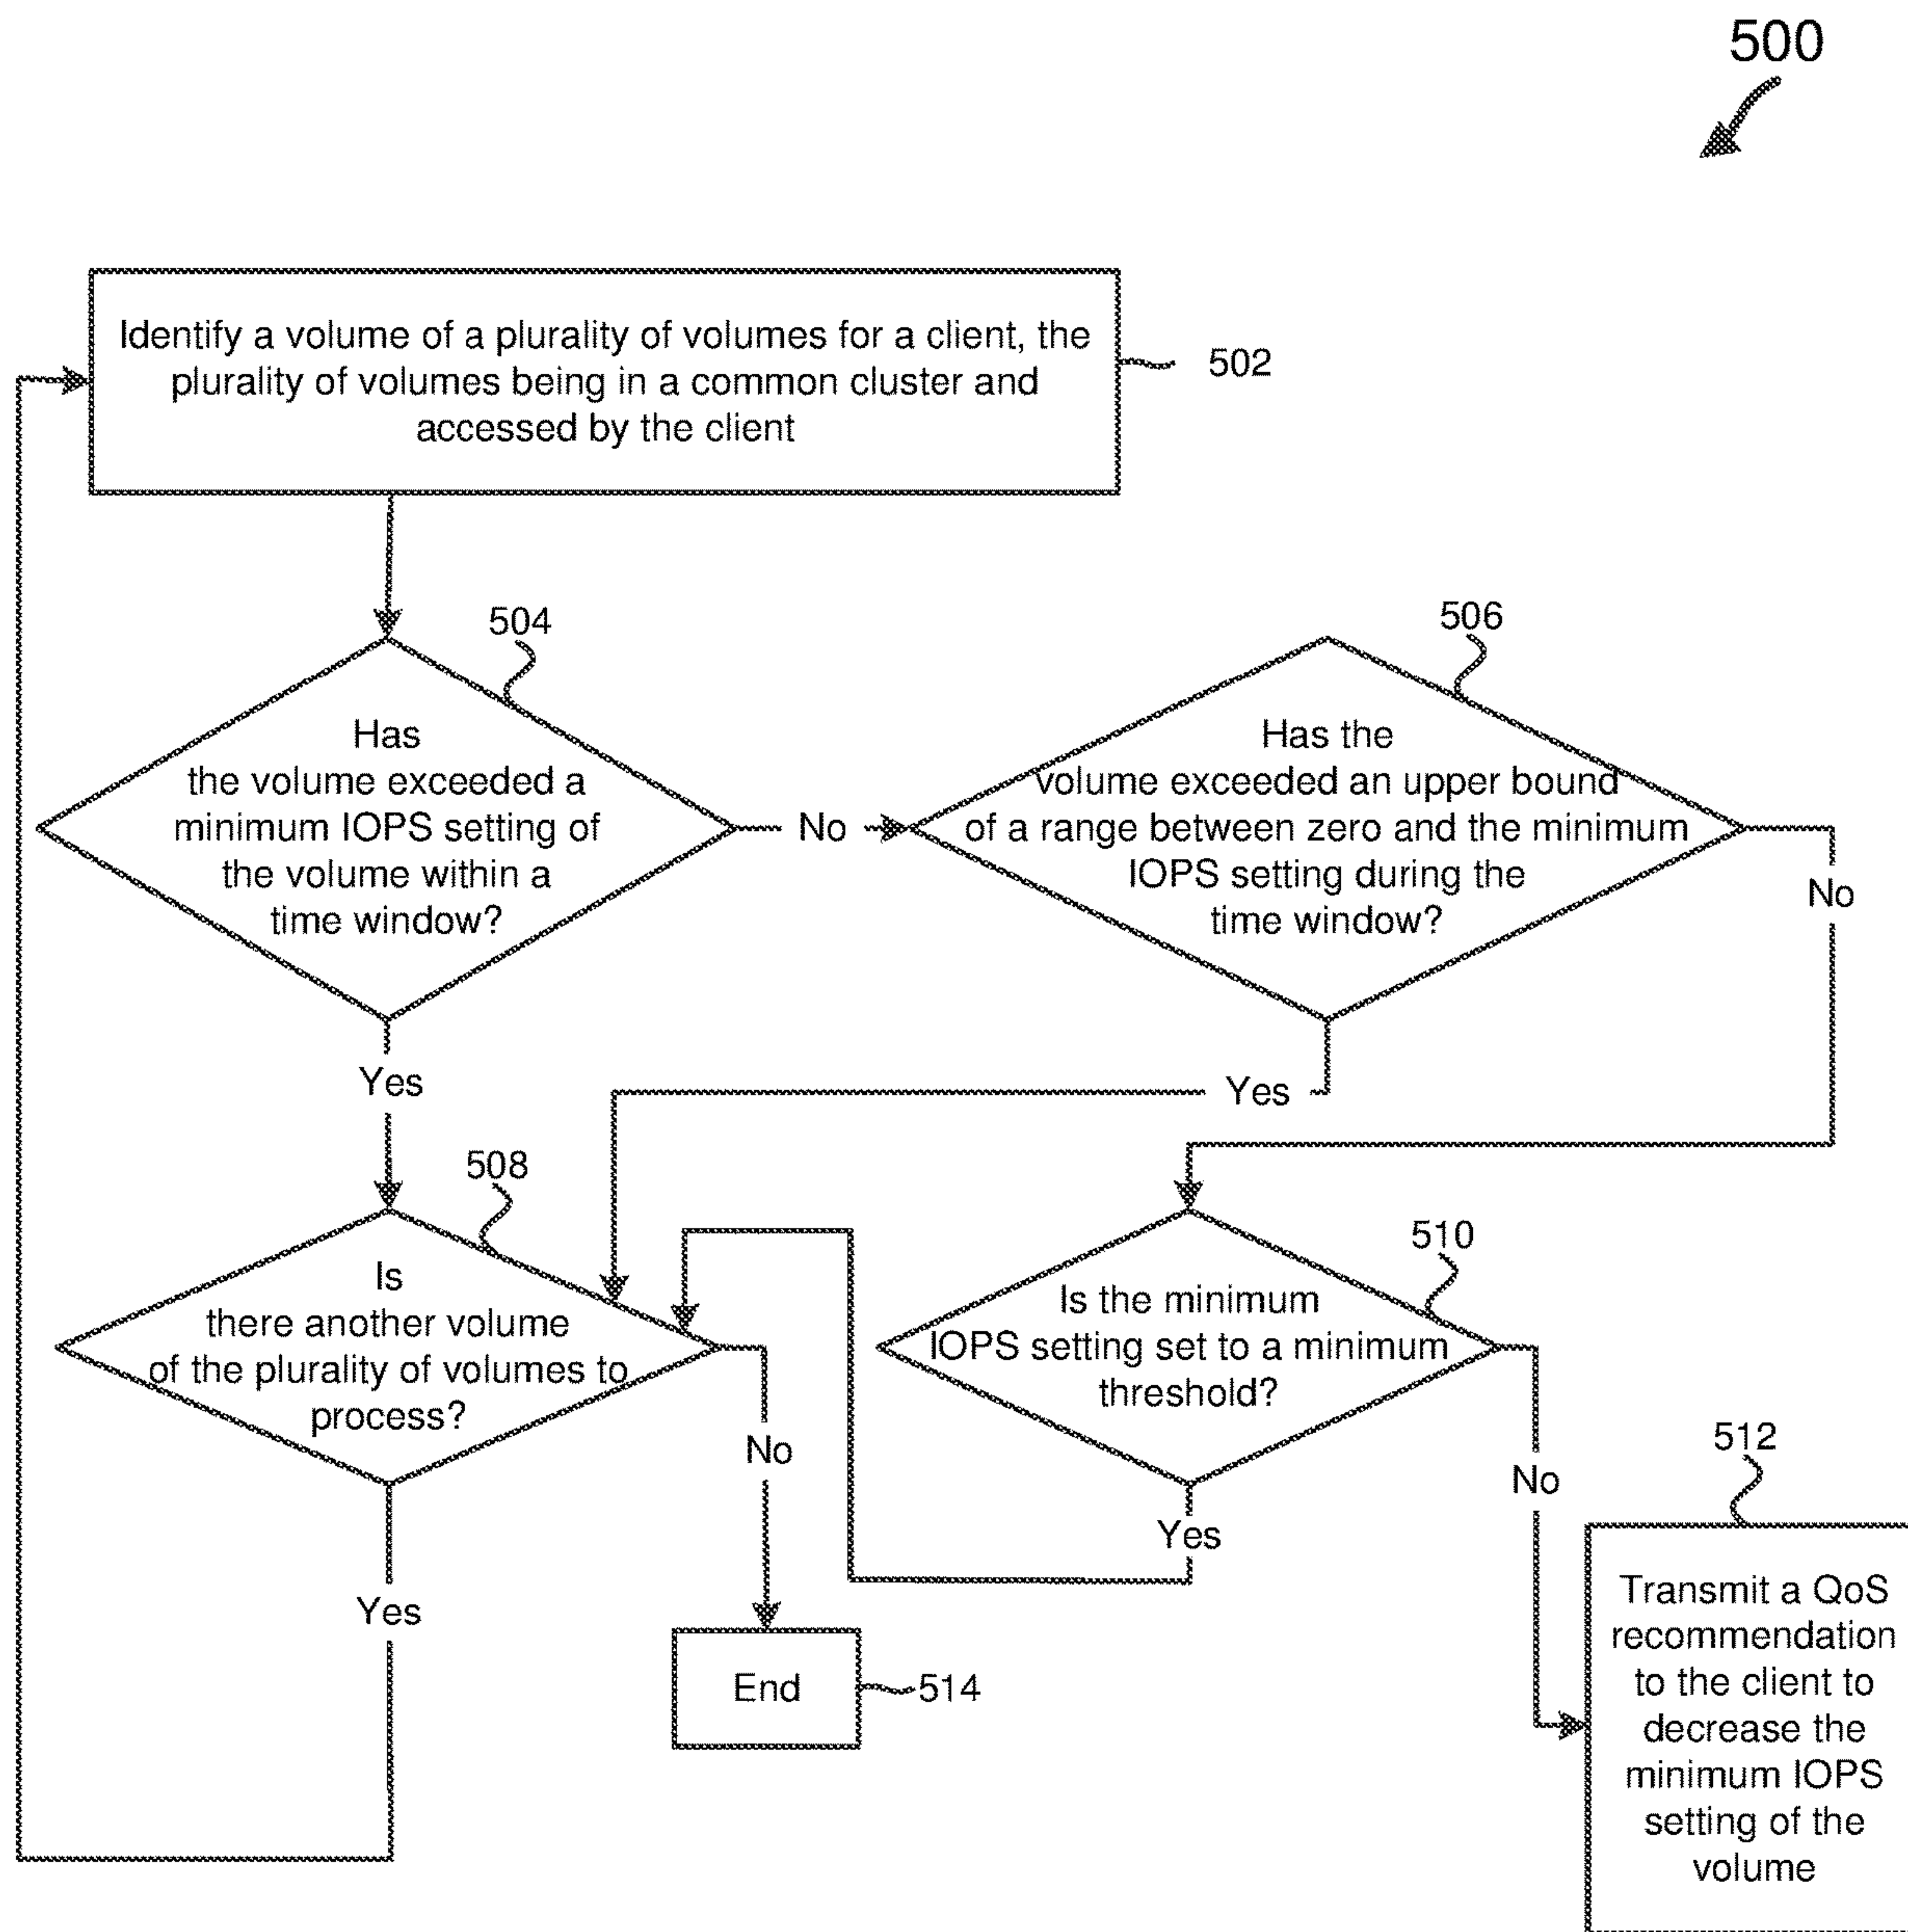 500
Identify a volume of a plurality of volumes for a client, the
plurality of volumes being in a common cluster and
accessed by the client
502
504
Has
the volume exceeded a
minimum IOPS setting of
the volume within a
time window?
No
506
Has the
volume exceeded an upper bound
of a range between zero and the minimum
IOPS setting during the
time window?
No
Yes
Yes
508
Is
there another volume
of the plurality of volumes to
process?
No
Yes
510
Is the minimum
IOPS setting set to a minimum
threshold?
Yes
No
512
Transmit a QoS
recommendation
to the client to
decrease the
minimum IOPS
setting of the
volume
End
514